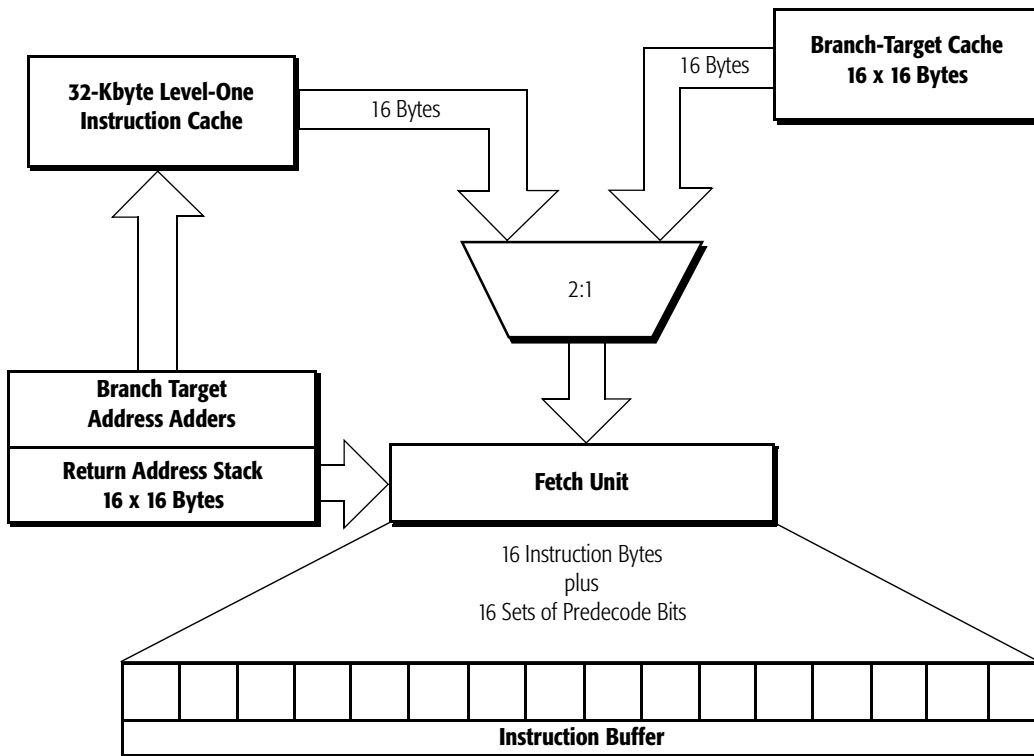 Branch-Target Cache
16 x 16 Bytes
32-Kbyte Level-One
Instruction Cache
16 Bytes
16 Bytes
2:1
Branch Target
Address Adders
Return Address Stack
16 x 16 Bytes
Fetch Unit
16 Instruction Bytes
plus
16 Sets of Predecode Bits
Instruction Buffer